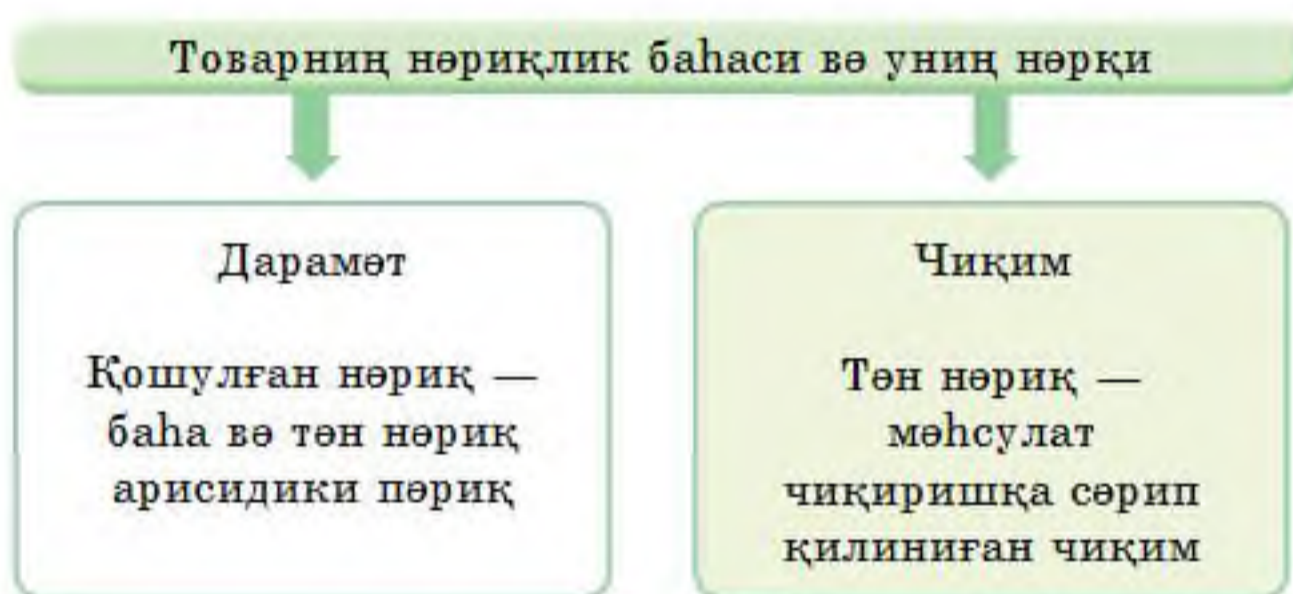 Товарниң нәриқлик баһаси вә униң нәрқи
Дарамәт
Қошулған нәриқ —
баһа вә тән нәриқ
арисидики пәриқ
Чиқим
Тән нәриқ —
мәһсулат
чиқиришқа сәрип
қилиниған чиқим